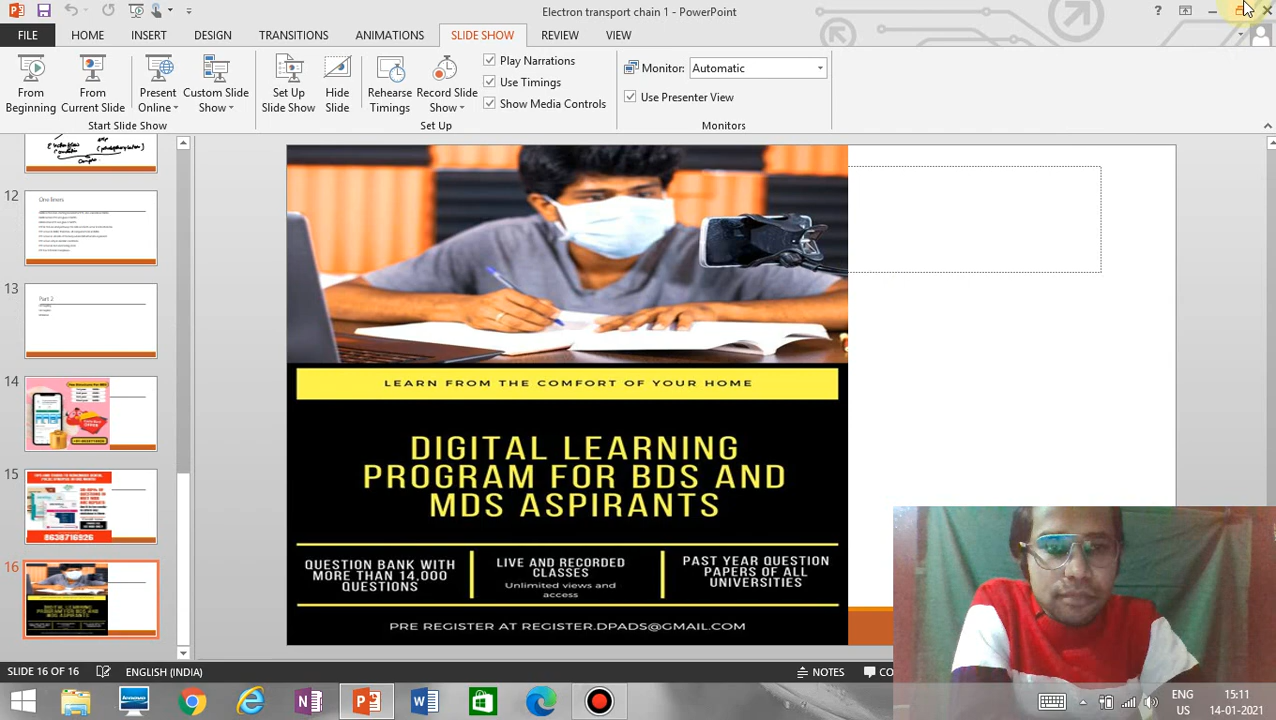 Electron transport chain 1 - PowerPoint
FILE
HOME
INSERT
DESIGN
TRANSITIONS
ANIMATIONS
SLIDE SHOW
REVIEW
VIEW
From
Beginning
From
Current Slide
Present
Online
Custom Slide
Show
Start Slide Show
Set Up
Slide Show
Hide
Slide
Rehearse
Timings
Record Slide
Show
Play Narrations
Use Timings
Show Media Controls
Set Up
Monitor: Automatic
Use Presenter View
Monitors
12
One liners
13
Part 2
14
15
8638716926
16
LEARN FROM THE COMFORT OF YOUR HOME
DIGITAL LEARNING
PROGRAM FOR BDS AND
MDS ASPIRANTS
QUESTION BANK WITH
MORE THAN 14,000
QUESTIONS
LIVE AND RECORDED
CLASSES
Unlimited views and
access
PAST YEAR QUESTION
PAPERS OF ALL
UNIVERSITIES
PRE REGISTER AT REGISTER.DPADS@GMAIL.COM
SLIDE 16 OF 16
ENGLISH (INDIA)
NOTES
CO
ENG
US
15:11
14-01-2021